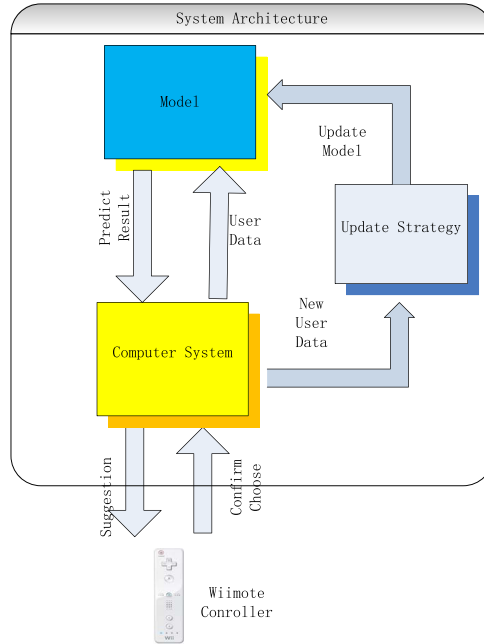 System Architecture
Model
Update
Model
Predict
Result
User
Data
Update Strategy
New
User
Data
Computer System
Suggestion
Confirm
Choose
Wiimote
Conroller
Wii